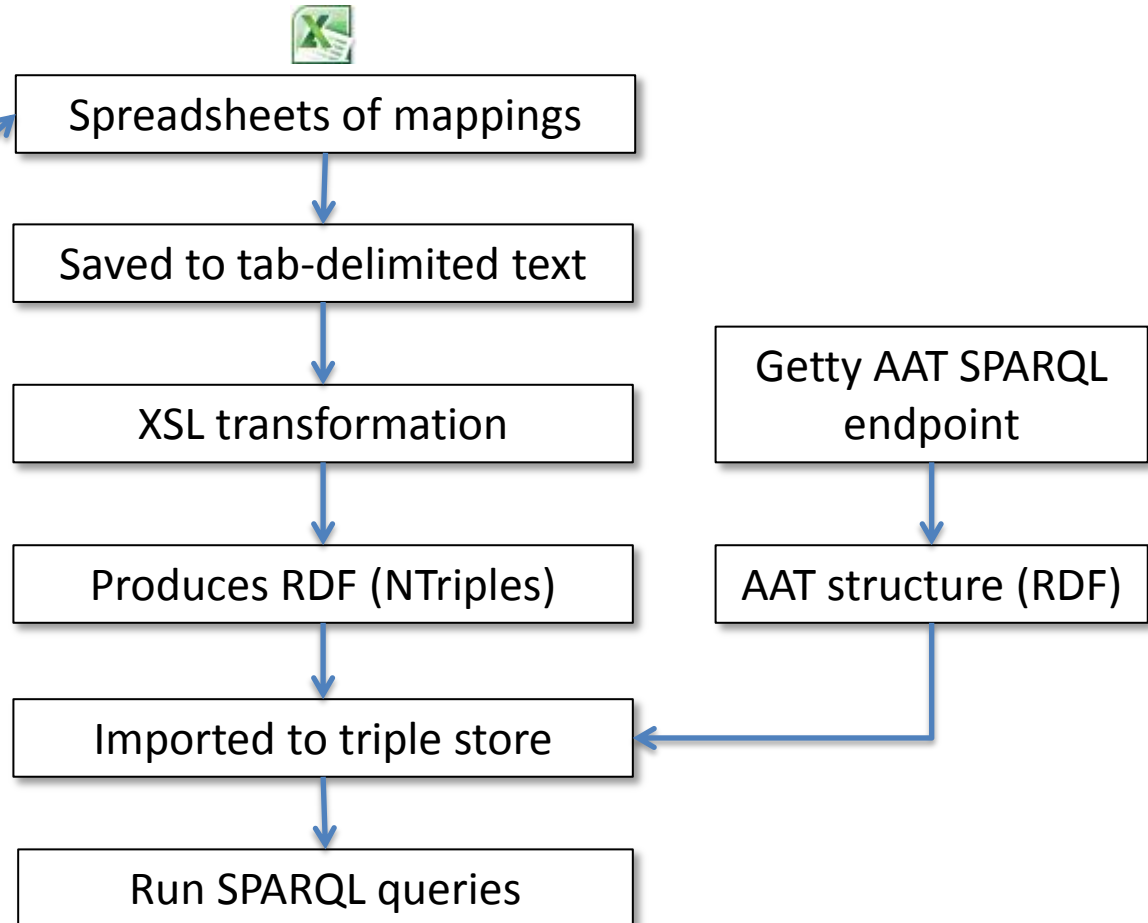 Spreadsheets of mappings
Saved to tab-delimited text
XSL transformation
Produces RDF (NTriples)
Imported to triple store
Run SPARQL queries
Getty AAT SPARQL
endpoint
AAT structure (RDF)